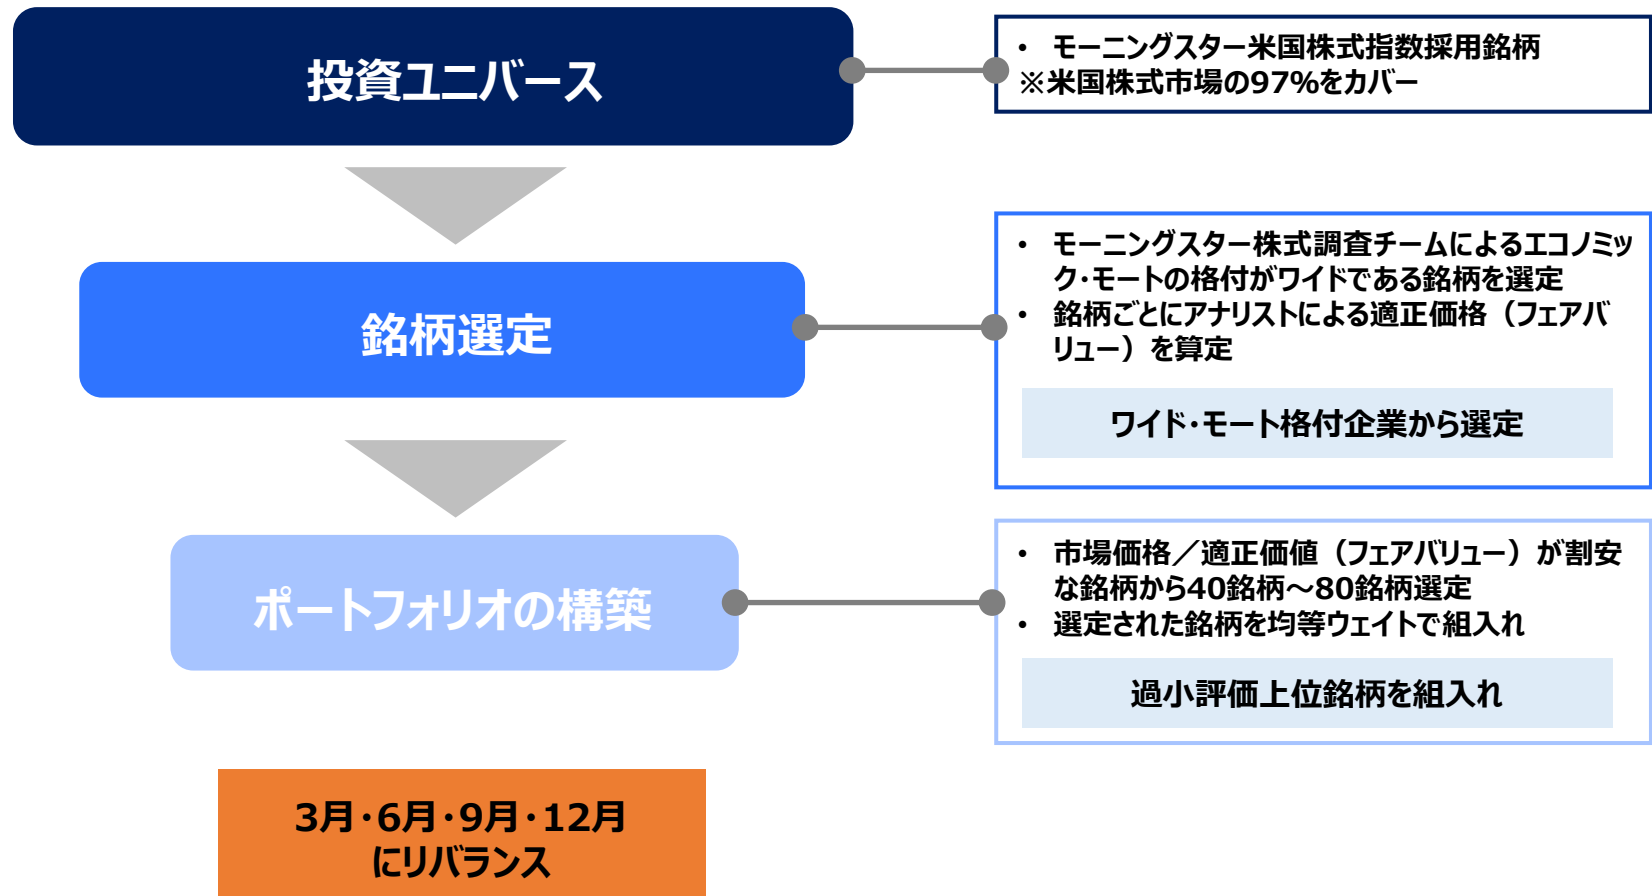 投資ユニバース
• モーニングスター米国株式指数採用銘柄
※米国株式市場の97%をカバー
銘柄選定
• モーニングスター株式調査チームによるエコノミッ
ク・モートの格付がワイドである銘柄を選定
• 銘柄ごとにアナリストによる適正価格（フェアバ
リュー）を算定
ワイド・モート格付企業から選定
ポートフォリオの構築
• 市場価格／適正価値（フェアバリュー）が割安
な銘柄から40銘柄～80銘柄選定
• 選定された銘柄を均等ウェイトで組入れ
過小評価上位銘柄を組入れ
3月・6月・9月・12月
にリバランス